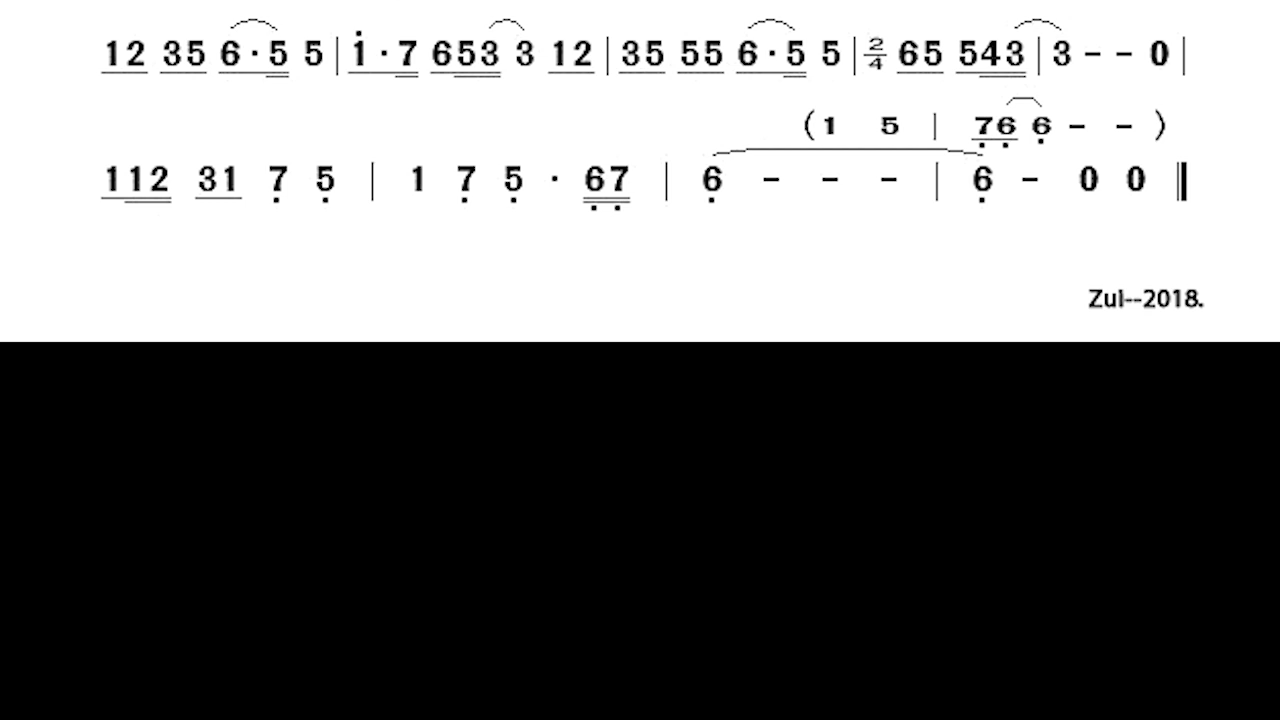 12 35 6·5 5 | i·7 653 3 12 | 35 55 6·5 5 | 2/4 65 543 | 3 – – 0 |
(1 5 | 76 6 – – )
112 31 7 5 | 1 7 5 · 67 | 6 – – – | 6 – 0 0 ||
Zul--2018.